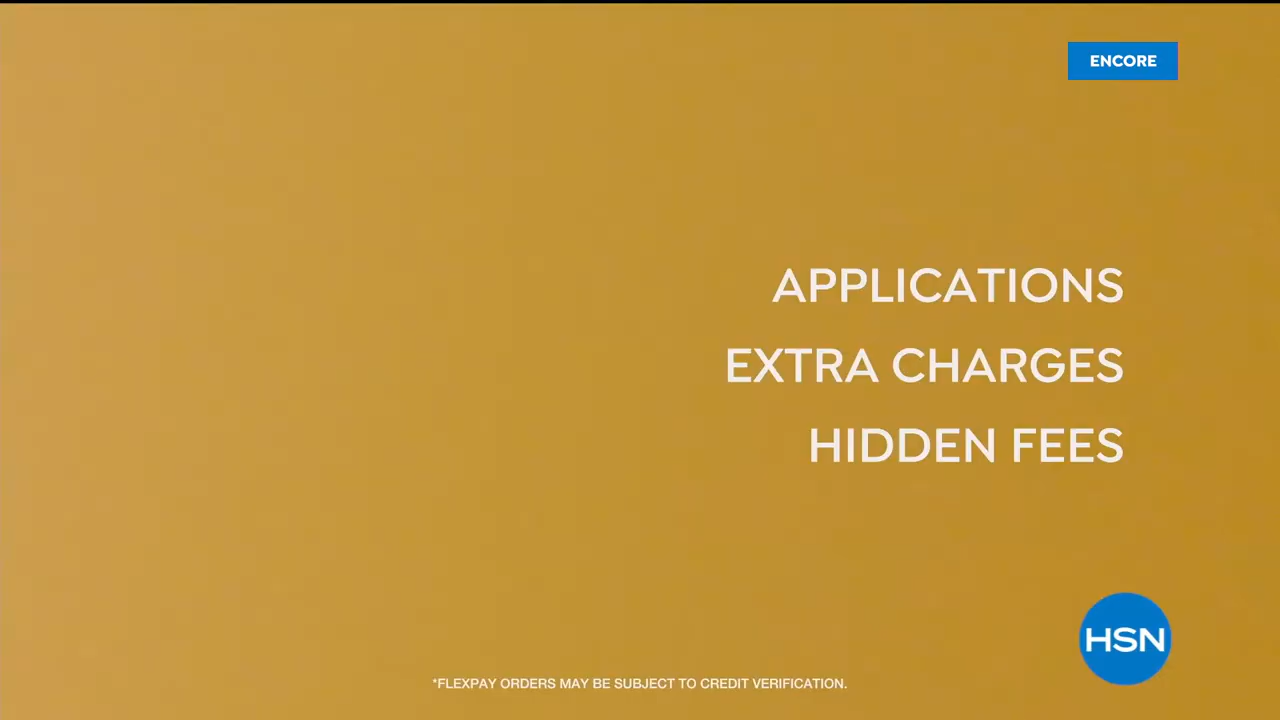 ENCORE
APPLICATIONS
EXTRA CHARGES
HIDDEN FEES
HSN
*FLEXPAY ORDERS MAY BE SUBJECT TO CREDIT VERIFICATION.